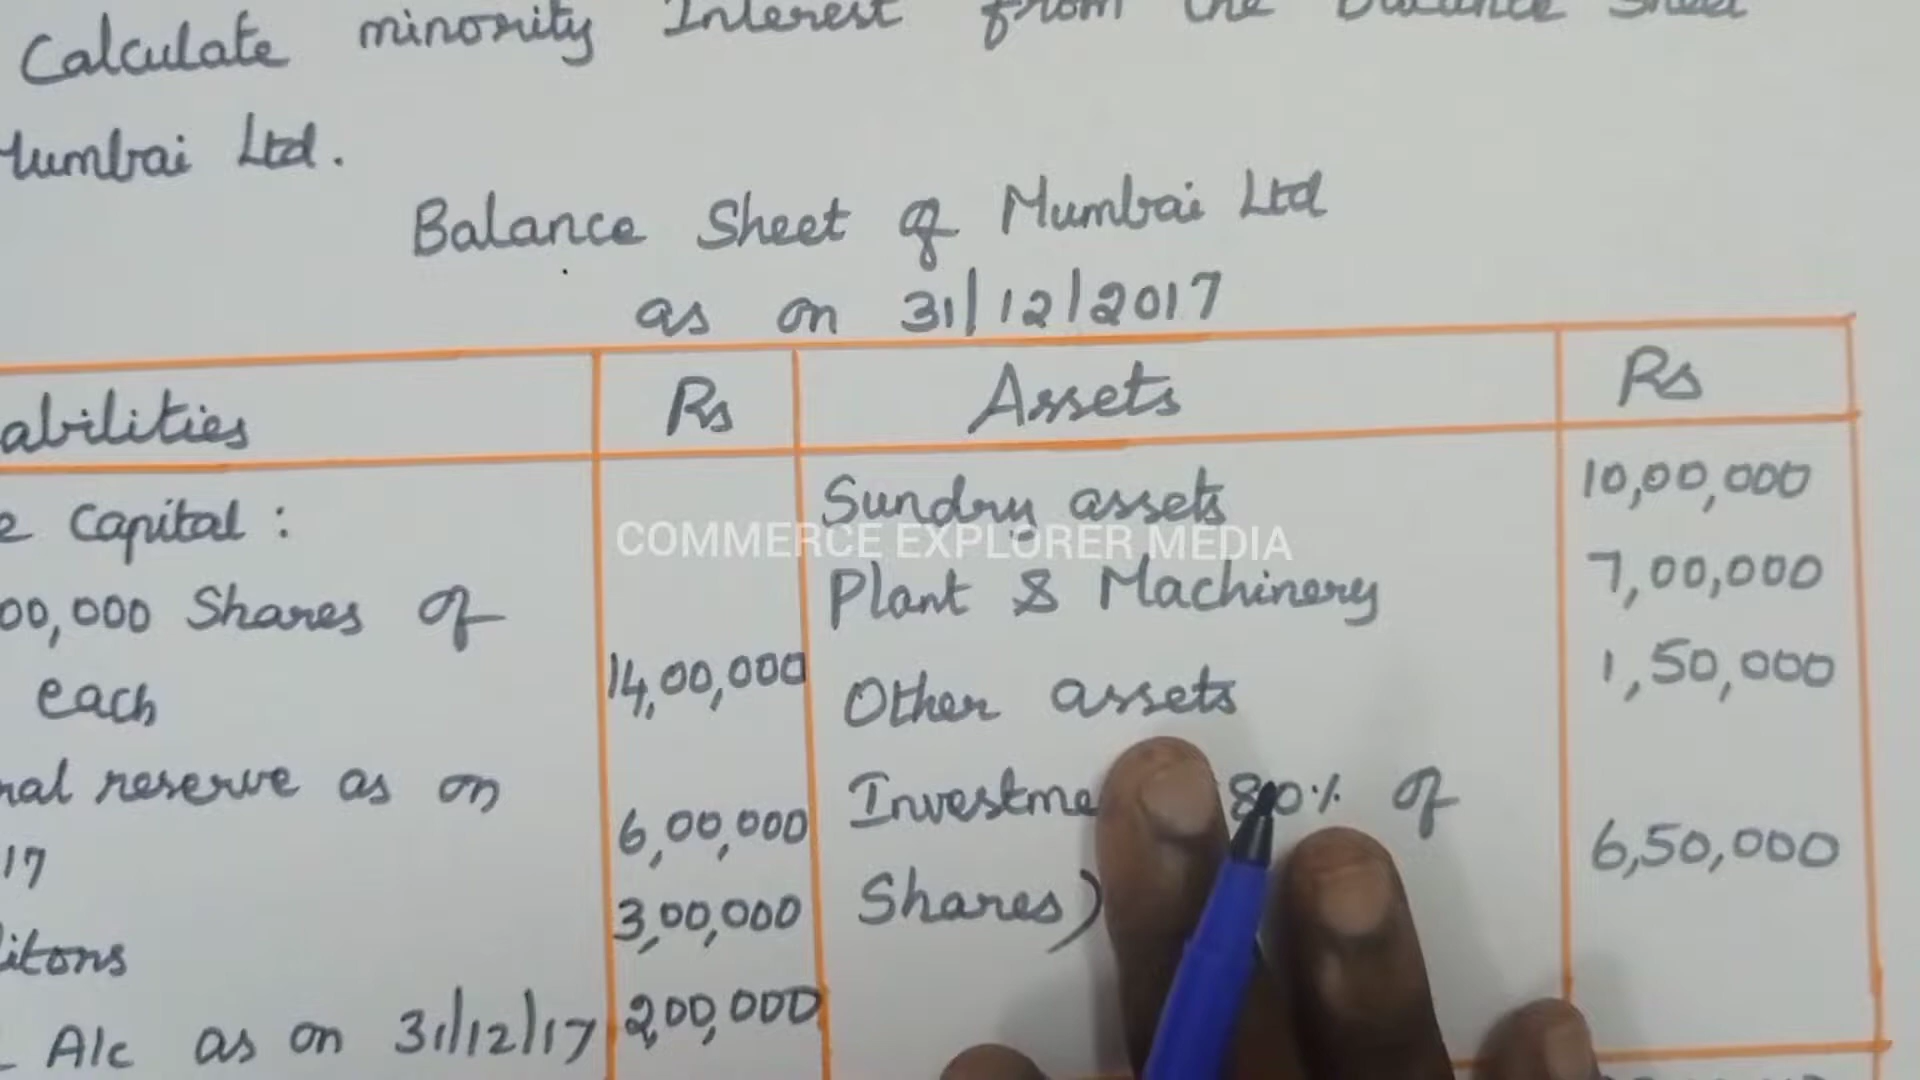 Calculate minority Interest from the Balance Sheet
Mumbai Ltd.
Balance Sheet of Mumbai Ltd
as on 31/12/2017
abilities Rs Assets Rs
e Capital : Sundry assets 10,00,000
COMMERCE EXPLORER MEDIA
00,000 Shares of Plant & Machinery 7,00,000
each 14,00,000 Other assets 1,50,000
ral reserve as on 6,00,000 Investme 80% of 6,50,000
17
3,00,000 Shares)
litors
A/c as on 31/12/17 2,00,000